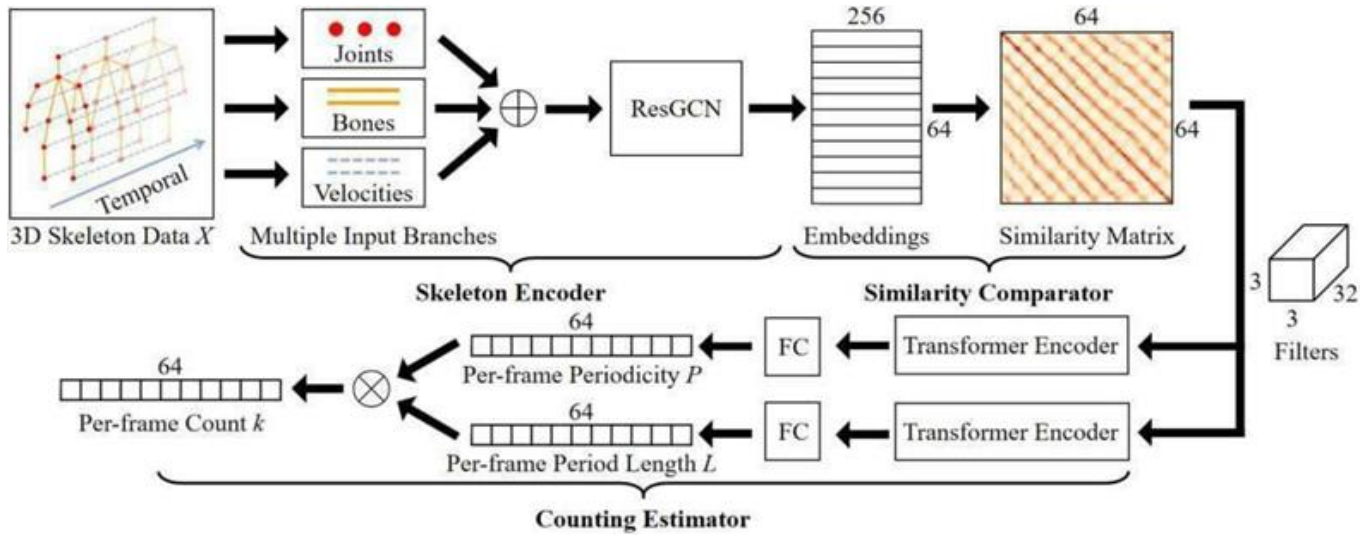 Joints
Bones
Velocities
Temporal
3D Skeleton Data X
Multiple Input Branches
Skeleton Encoder
ResGCN
256
64
Embeddings
64
64
Similarity Matrix
Similarity Comparator
3
3
32
Filters
Transformer Encoder
FC
64
Per-frame Periodicity P
Transformer Encoder
FC
64
Per-frame Period Length L
64
Per-frame Count k
Counting Estimator